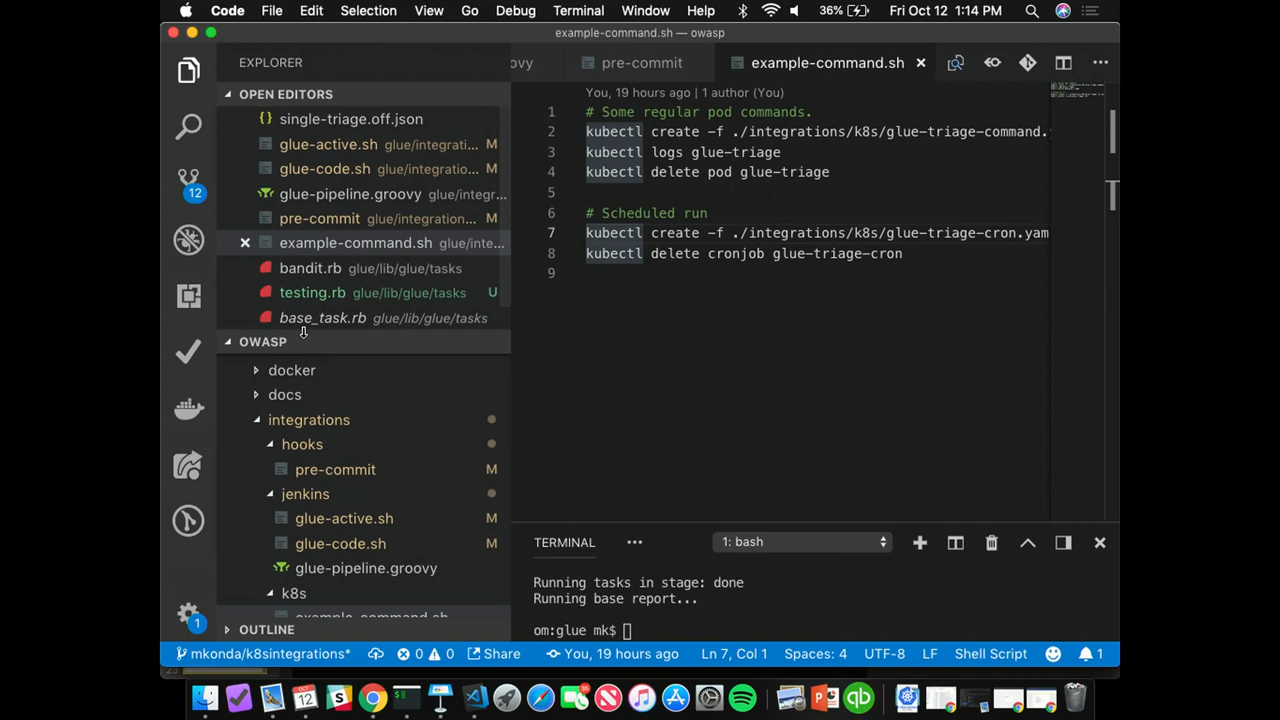 Code File Edit Selection View Go Debug Terminal Window Help 36% Fri Oct 12 1:14 PM
example-command.sh — owasp
EXPLORER
ovy
pre-commit
example-command.sh
OPEN EDITORS
single-triage.off.json
glue-active.sh glue/integrati... M
glue-code.sh glue/integratio... M
glue-pipeline.groovy glue/integr...
pre-commit glue/integration... M
example-command.sh glue/inte...
bandit.rb glue/lib/glue/tasks
testing.rb glue/lib/glue/tasks U
base_task.rb glue/lib/glue/tasks
12
OWASP
docker
docs
integrations
hooks
pre-commit M
jenkins
glue-active.sh M
glue-code.sh M
glue-pipeline.groovy
k8s
example-command.sh
OUTLINE
1
You, 19 hours ago | 1 author (You)
1 # Some regular pod commands.
2 kubectl create -f ./integrations/k8s/glue-triage-command.
3 kubectl logs glue-triage
4 kubectl delete pod glue-triage
5
6 # Scheduled run
7 kubectl create -f ./integrations/k8s/glue-triage-cron.yam
8 kubectl delete cronjob glue-triage-cron
9
TERMINAL ... 1: bash
Running tasks in stage: done
Running base report...
om:glue mk$
mkonda/k8sintegrations* 0 0 Share You, 19 hours ago Ln 7, Col 1 Spaces: 4 UTF-8 LF Shell Script 1